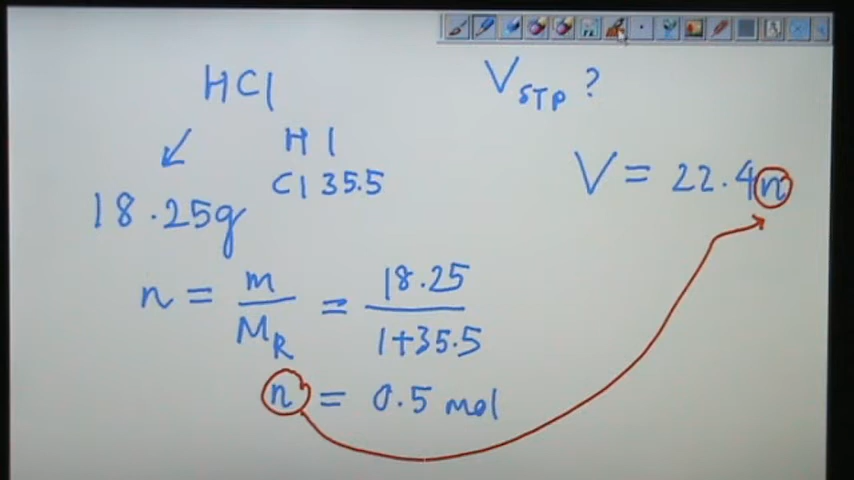 HCl
V STP ?
H 1
Cl 35.5
18.25g
V = 22.4n
n = m/MR = 18.25/1+35.5
n = 0.5 mol